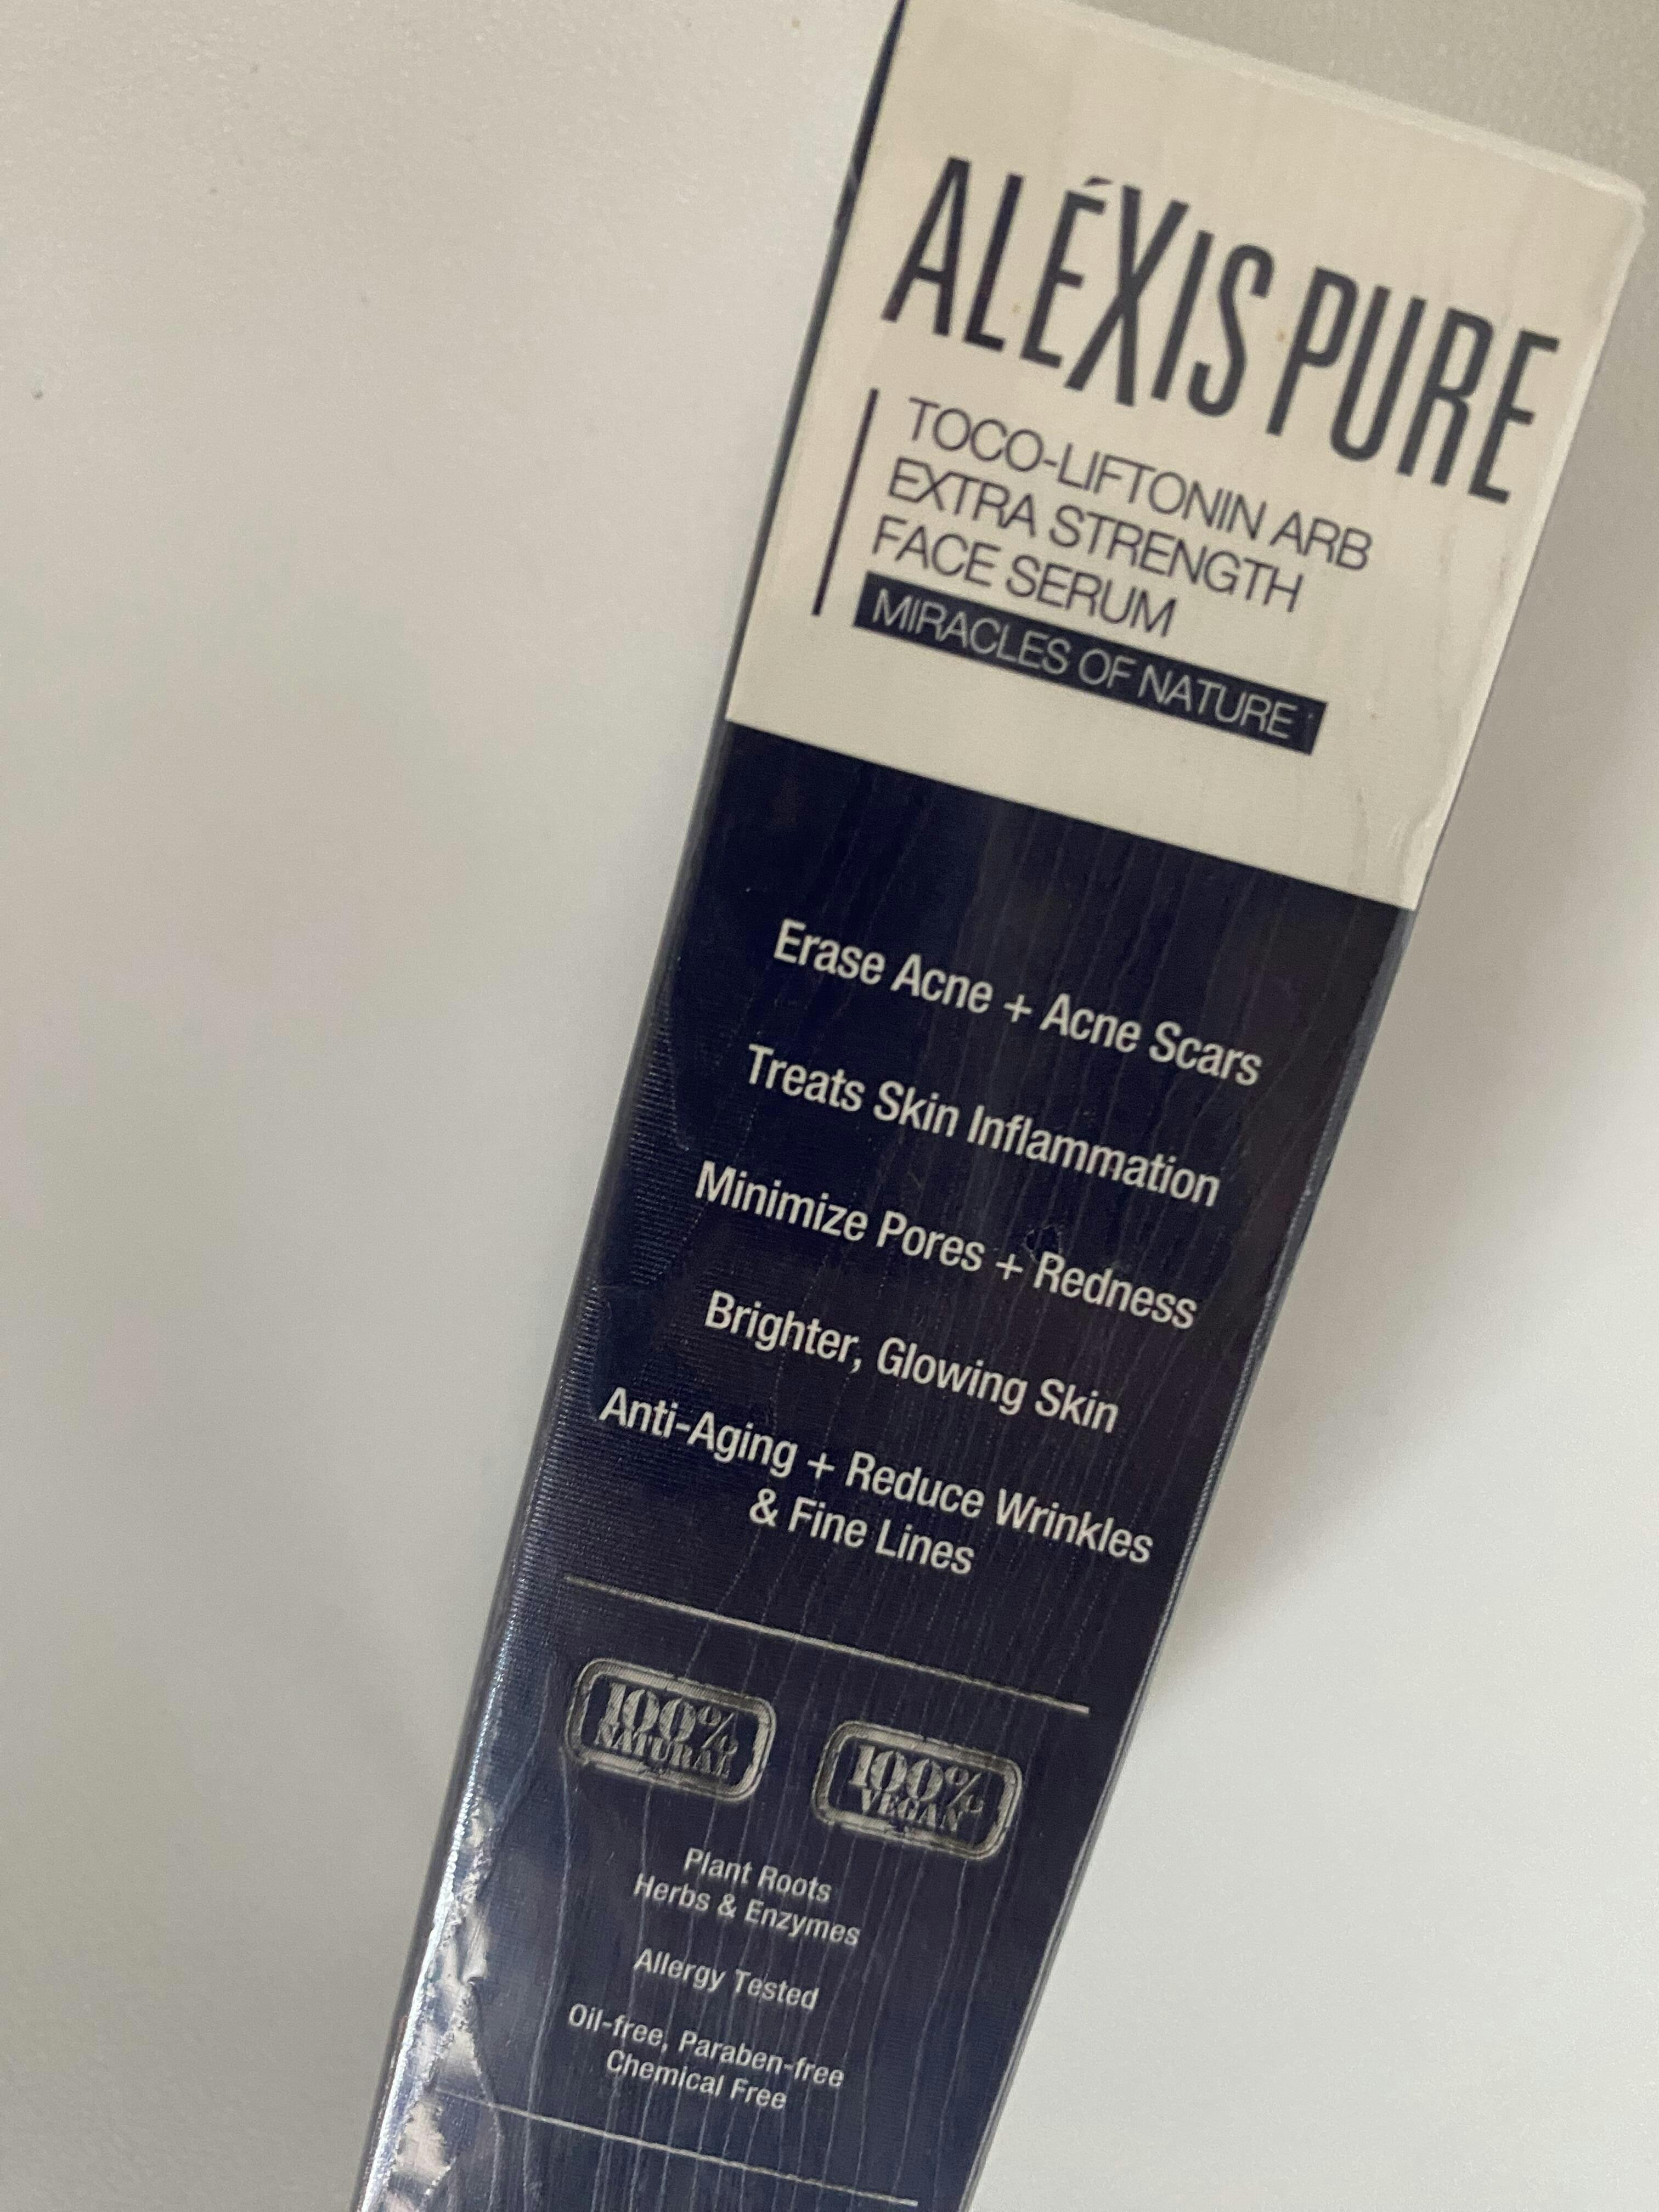 ALÉXIS PURE
TOCO-LIFTONIN ARB
EXTRA STRENGTH
FACE SERUM
MIRACLES OF NATURE
Erase Acne + Acne Scars
Treats Skin Inflammation
Minimize Pores + Redness
Brighter, Glowing Skin
Anti-Aging + Reduce Wrinkles
& Fine Lines
100%
NATURAL
100%
VEGAN
Plant Roots
Herbs & Enzymes
Allergy Tested
Oil-free, Paraben-free
Chemical Free